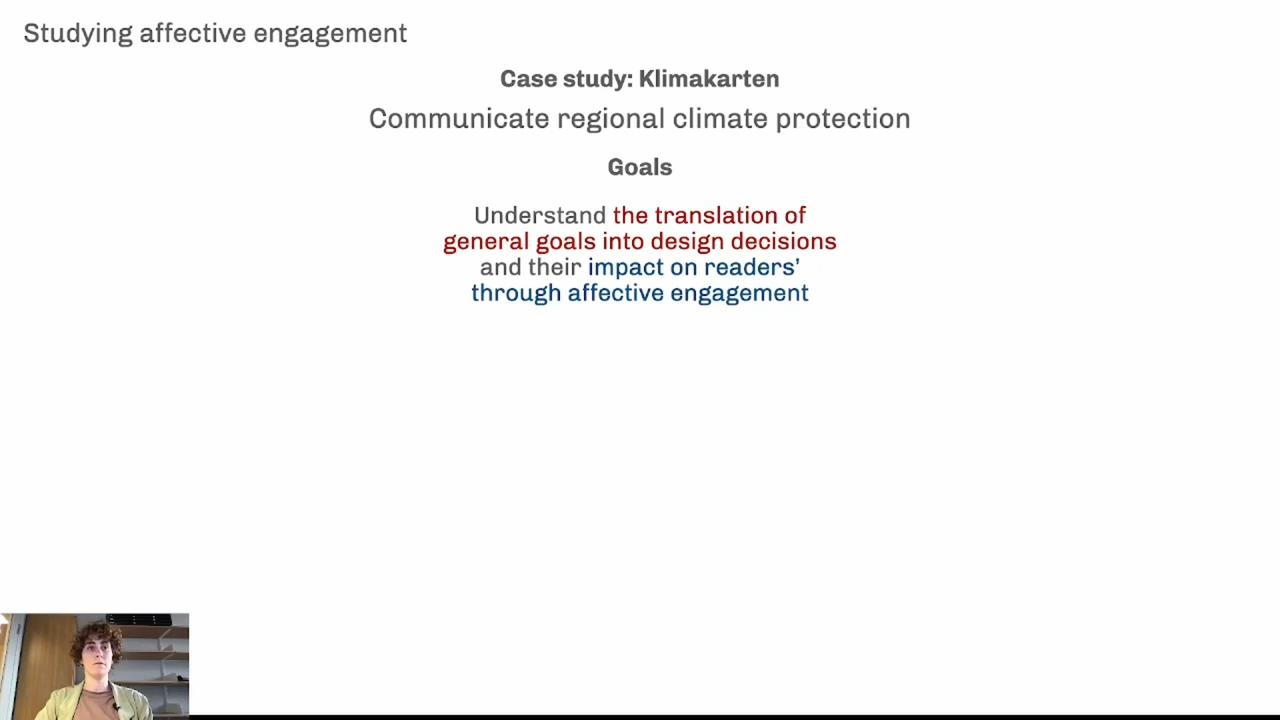 Studying affective engagement
Case study: Klimakarten
Communicate regional climate protection
Goals
Understand the translation of
general goals into design decisions
and their impact on readers’
through affective engagement